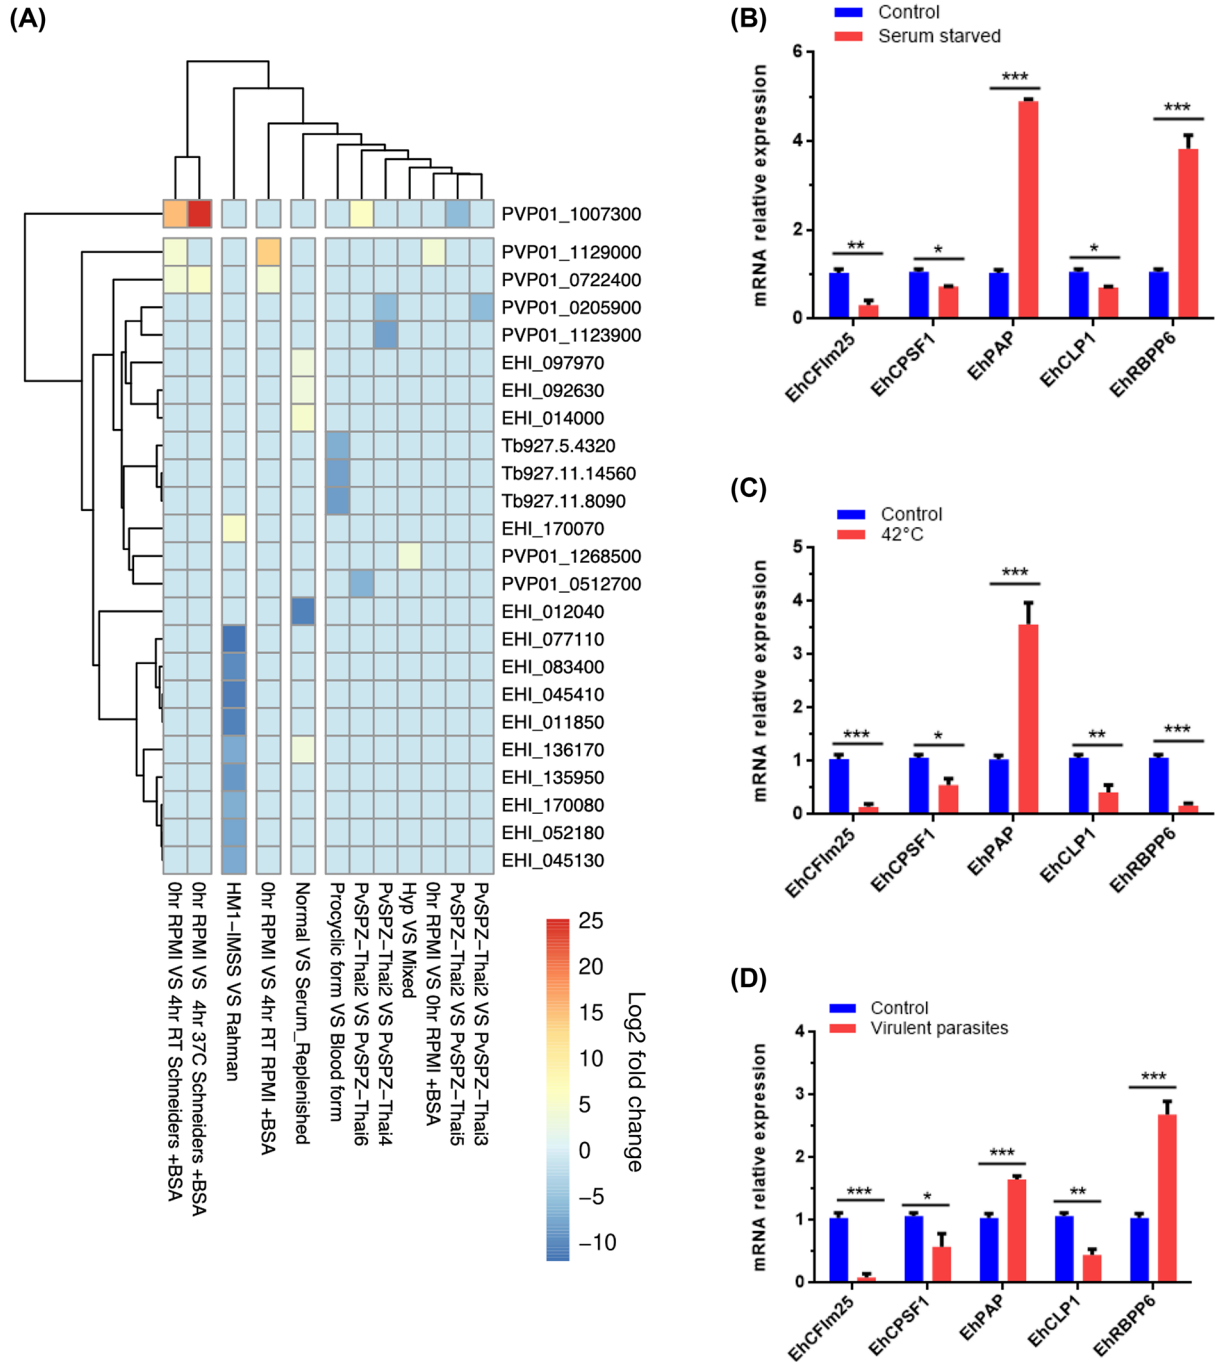 (A)
PVP01_1007300
PVP01_1129000
PVP01_0722400
PVP01_0205900
PVP01_1123900
EHI_097970
EHI_092630
EHI_014000
Tb927.5.4320
Tb927.11.14560
Tb927.11.8090
EHI_170070
PVP01_1268500
PVP01_0512700
EHI_012040
EHI_077110
EHI_083400
EHI_045410
EHI_011850
EHI_136170
EHI_135950
EHI_170080
EHI_052180
EHI_045130
0hr RPMI VS 4hr RT Schneiders +BSA
0hr RPMI VS 4hr 37C Schneiders +BSA
HM1−IMSS VS Rahman
0hr RPMI VS 4hr RT RPMI +BSA
Normal VS Serum_Replenished
Procyclic form VS Blood form
PvSPZ−Thai2 VS PvSPZ−Thai6
PvSPZ−Thai2 VS PvSPZ−Thai4
Hyp VS Mixed
0hr RPMI VS 0hr RPMI +BSA
PvSPZ−Thai2 VS PvSPZ−Thai5
PvSPZ−Thai2 VS PvSPZ−Thai3
25
20
15
10
5
0
−5
−10
Log2 fold change
(B)
Control
Serum starved
mRNA relative expression
6
4
2
0
**
*
***
*
***
EhCFIm25
EhCPSF1
EhPAP
EhCLP1
EhRBPP6
(C)
Control
42°C
mRNA relative expression
5
4
3
2
1
0
***
*
***
**
***
EhCFIm25
EhCPSF1
EhPAP
EhCLP1
EhRBPP6
(D)
Control
Virulent parasites
mRNA relative expression
4
3
2
1
0
***
*
***
**
***
EhCFIm25
EhCPSF1
EhPAP
EhCLP1
EhRBPP6